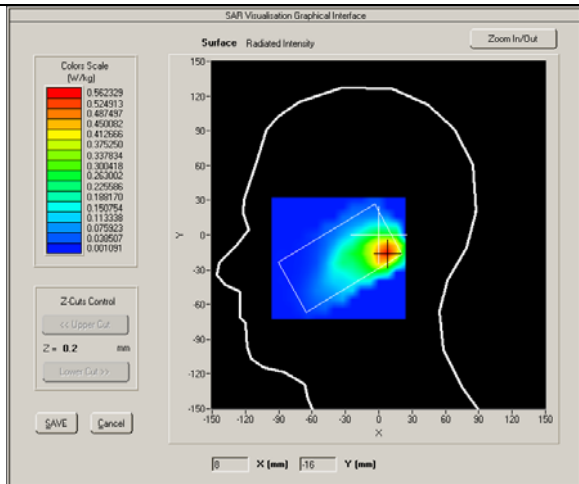 SAR Visualisation Graphical Interface
Surface Radiated Intensity
Zoom In/Out
Colors Scale
(W/kg)
0.562329
0.524913
0.487497
0.450082
0.412666
0.375250
0.337834
0.300418
0.263002
0.225586
0.188170
0.150754
0.113338
0.075923
0.038507
0.001091
Z-Cuts Control
<< Upper Cut
Z = 0.2 mm
Lower Cut >>
SAVE Cancel
150-
120-
90-
60-
30-
0-
-30-
-60-
-90-
-120-
-150-
Y
-150 -120 -90 -60 -30 0 30 60 90 120 150
X
8 X (mm) -16 Y (mm)